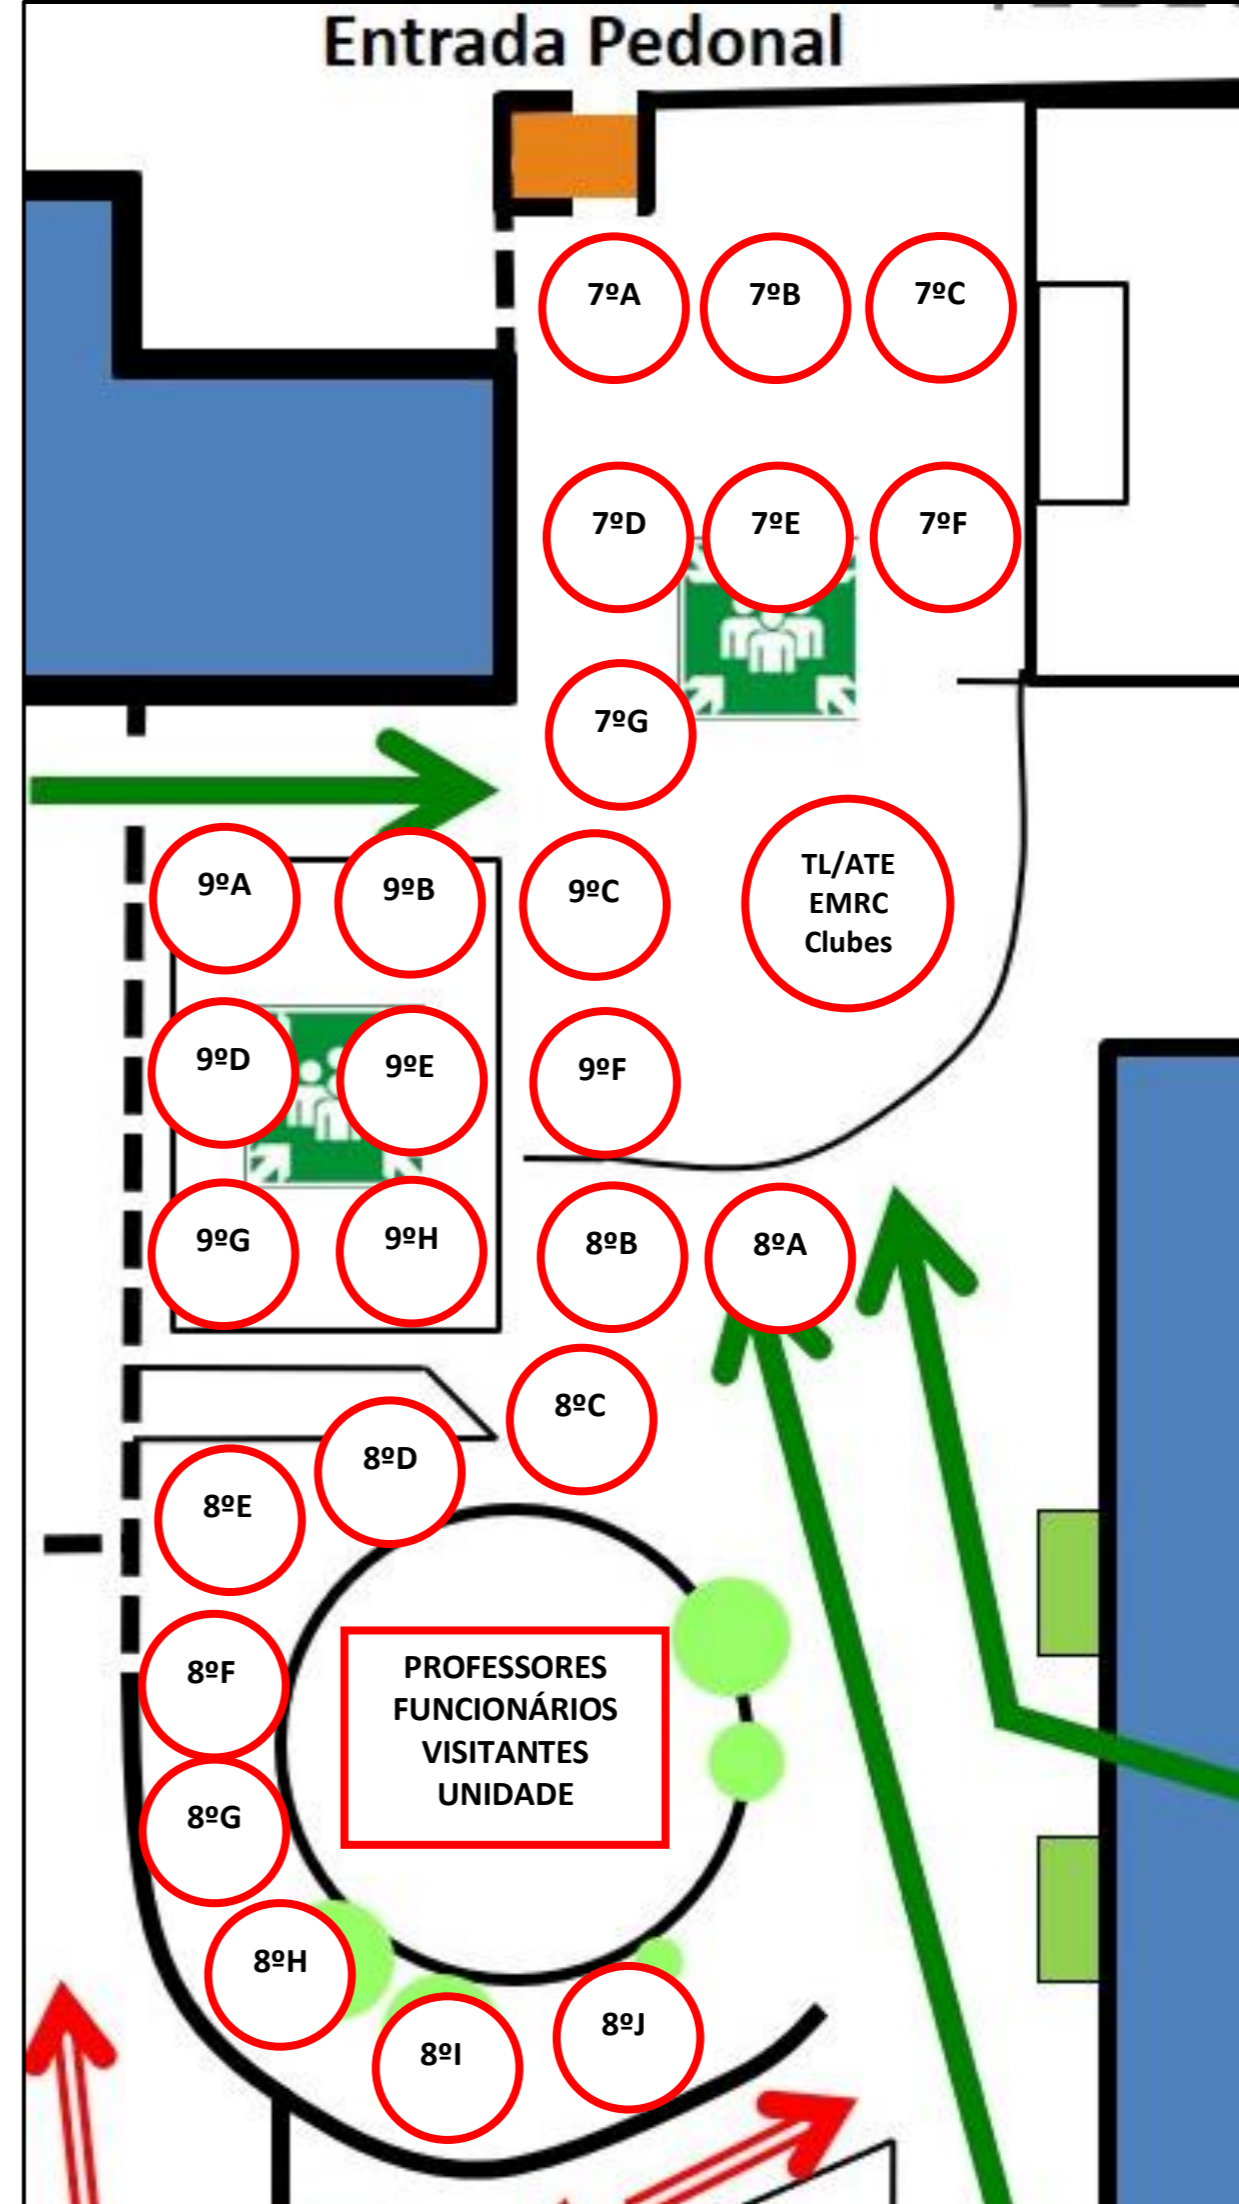 Entrada Pedonal
7ºA
7ºB
7ºC
7ºD
7ºE
7ºF
7ºG
9ºA
9ºB
9ºC
TL/ATE
EMRC
Clubes
9ºD
9ºE
9ºF
9ºG
9ºH
8ºB
8ºA
8ºC
8ºD
8ºE
8ºF
PROFESSORES
FUNCIONÁRIOS
VISITANTES
UNIDADE
8ºG
8ºH
8ºI
8ºJ